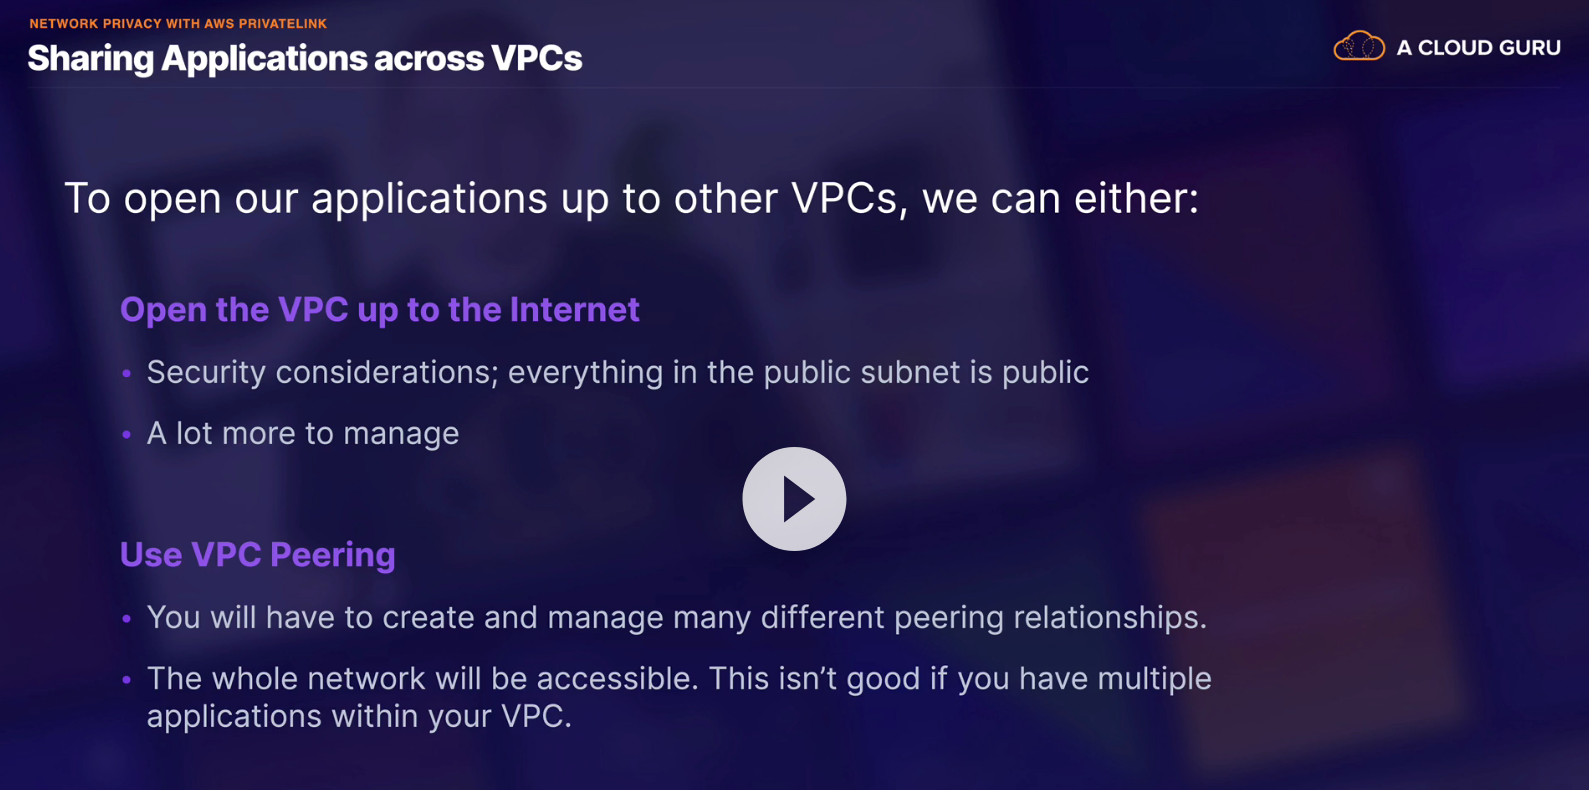 NETWORK PRIVACY WITH AWS PRIVATELINK
Sharing Applications across VPCs
A CLOUD GURU
To open our applications up to other VPCs, we can either:
Open the VPC up to the Internet
• Security considerations; everything in the public subnet is public
• A lot more to manage
Use VPC Peering
• You will have to create and manage many different peering relationships.
• The whole network will be accessible. This isn’t good if you have multiple
applications within your VPC.